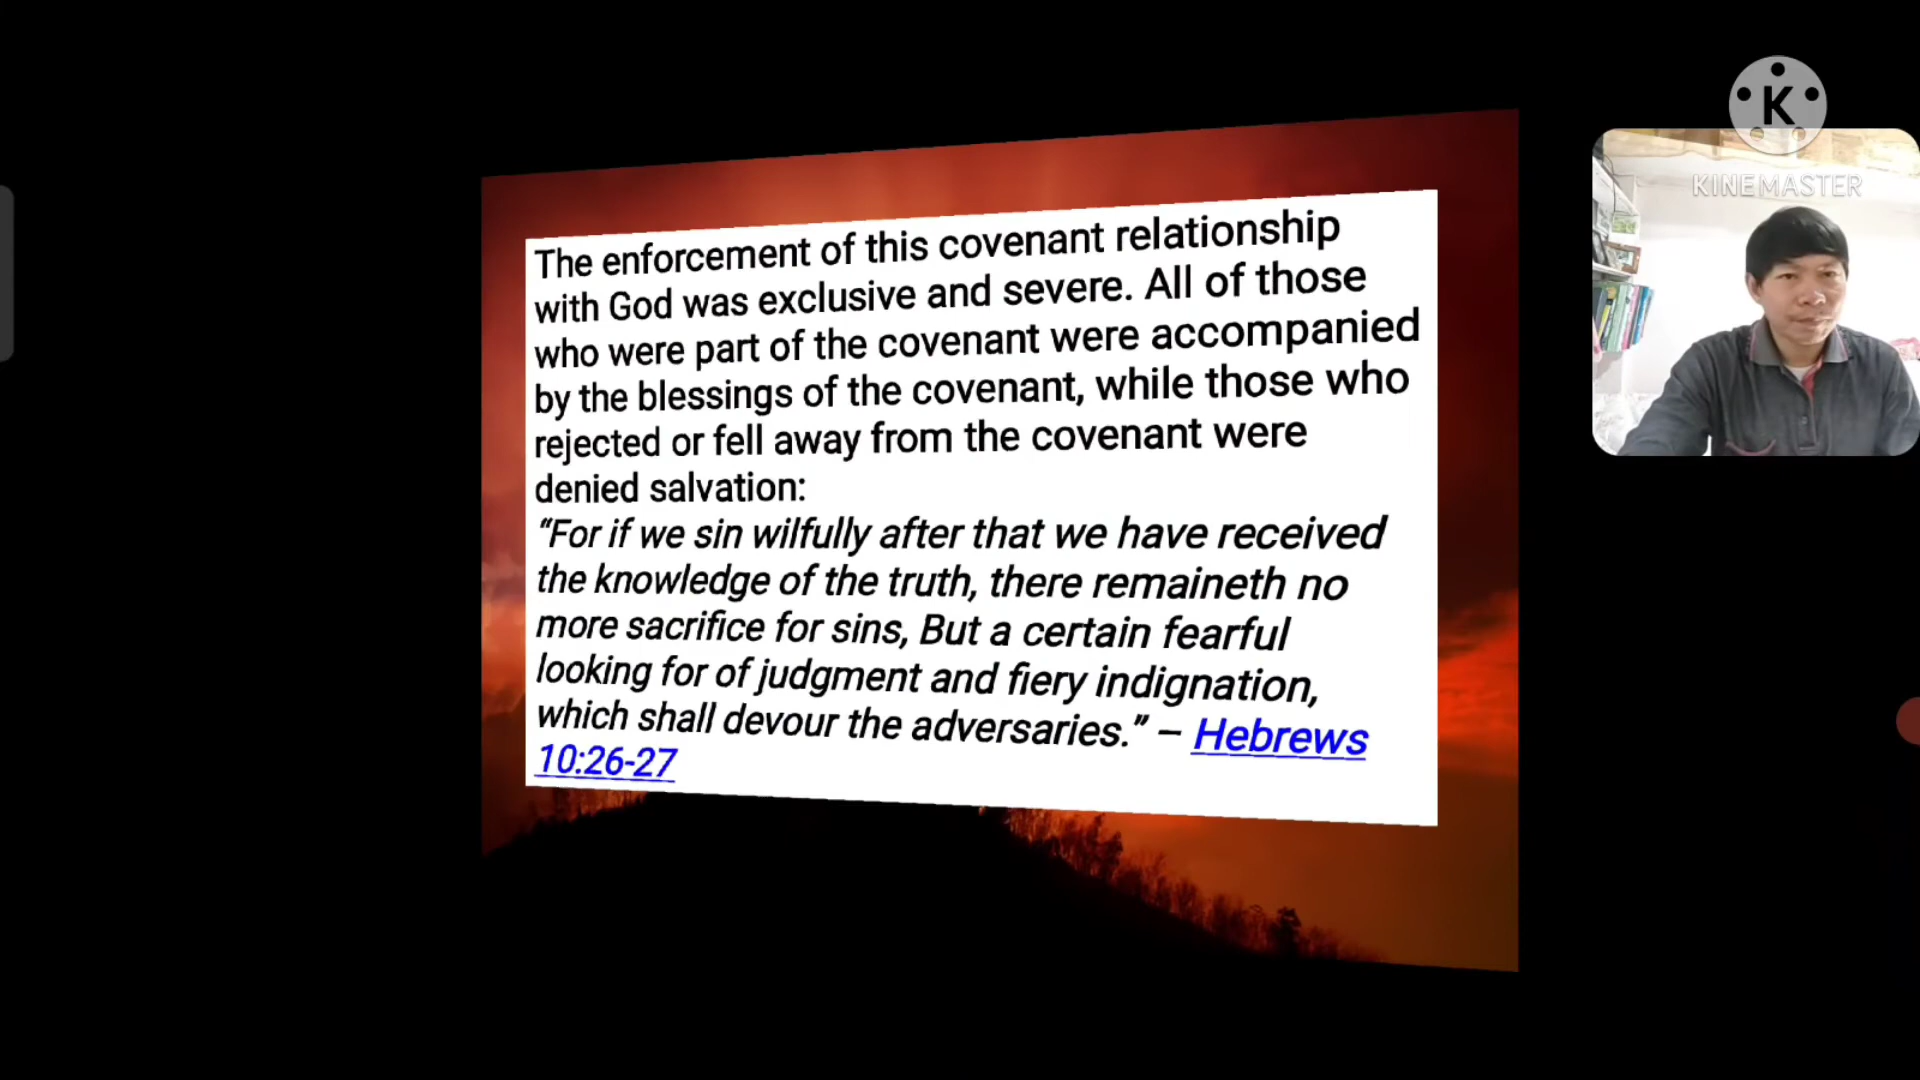 K
KINEMASTER
The enforcement of this covenant relationship
with God was exclusive and severe. All of those
who were part of the covenant were accompanied
by the blessings of the covenant, while those who
rejected or fell away from the covenant were
denied salvation:
“For if we sin wilfully after that we have received
the knowledge of the truth, there remaineth no
more sacrifice for sins, But a certain fearful
looking for of judgment and fiery indignation,
which shall devour the adversaries.” – Hebrews
10:26-27